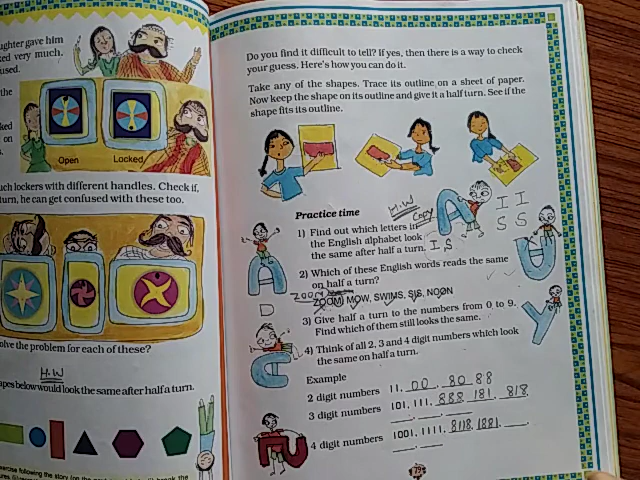 ughter gave him
ked very much.
used.
the
ked
on
s.
Open Locked
uch lockers with different handles. Check if,
turn, he can get confused with these too.
olve the problem for each of these?
H.W
apes below would look the same after half a turn.
Do you find it difficult to tell? If yes, then there is a way to check
your guess. Here's how you can do it.
Take any of the shapes. Trace its outline on a sheet of paper.
Now keep the shape on its outline and give it a half turn. See if the
shape fits its outline.
Practice time
H.W
Copy
1) Find out which letters in
the English alphabet look
the same after half a turn.
I S
I I
S S
A
A
U
2) Which of these English words reads the same
on half a turn?
ZOOM
ZOOM, MOW, SWIMS, SIS, NOON
D
3) Give half a turn to the numbers from 0 to 9.
Find which of them still looks the same.
Y
C
4) Think of all 2, 3 and 4 digit numbers which look
the same on half a turn.
Example
2 digit numbers 11, 00, 80 88
3 digit numbers 101, 111, 888, 181, 818,
4 digit numbers 1001, 1111, 8118, 1881,